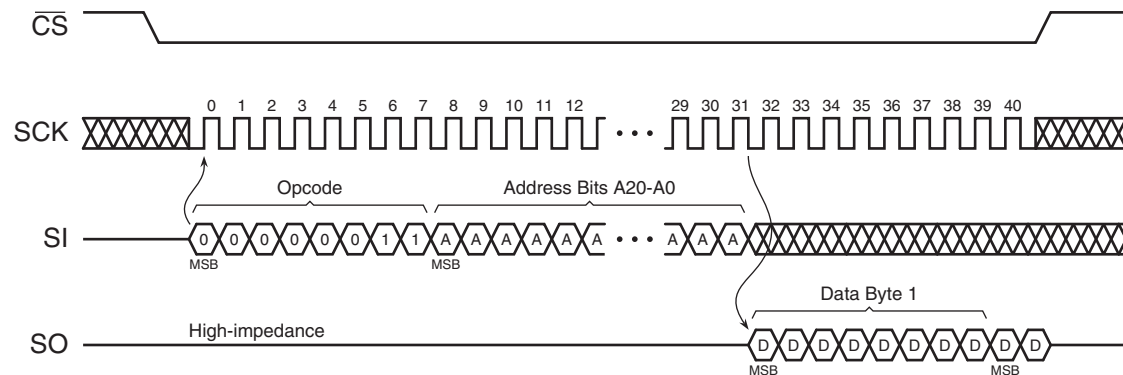 CS
0 1 2 3 4 5 6 7 8 9 10 11 12 29 30 31 32 33 34 35 36 37 38 39 40
SCK
Opcode Address Bits A20-A0
SI 0 0 0 0 0 0 1 1 A A A A A A A A A
MSB MSB
Data Byte 1
High-impedance
SO D D D D D D D D D D
MSB MSB